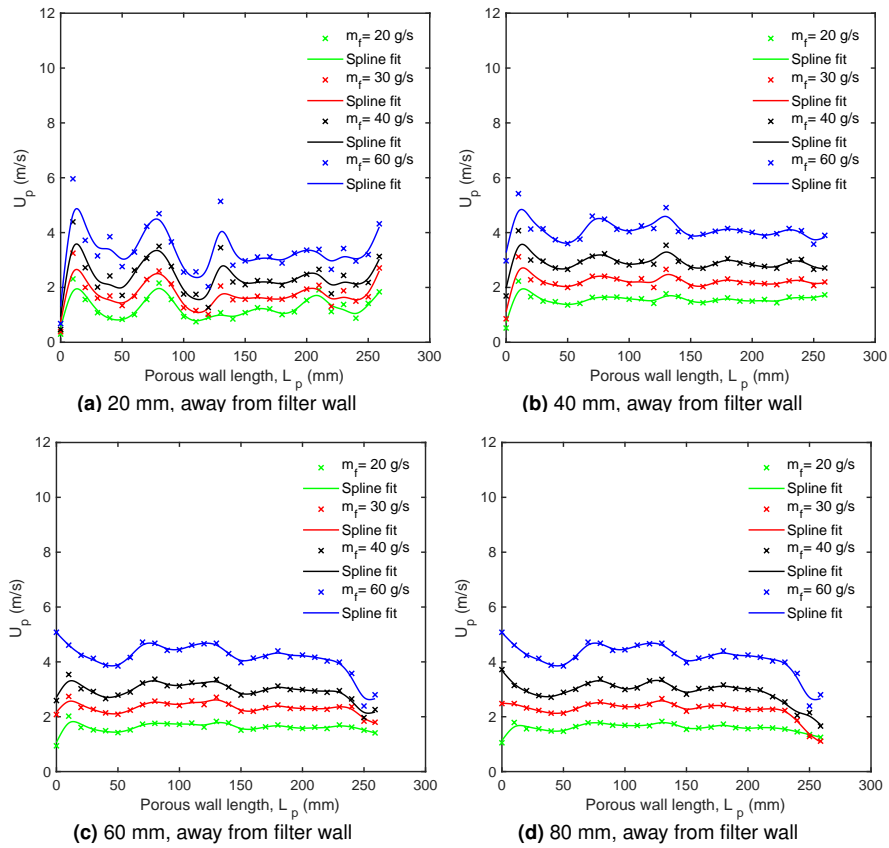 12
10
8
6
4
2
0
U_p (m/s)
m_f= 20 g/s
Spline fit
m_f= 30 g/s
Spline fit
m_f= 40 g/s
Spline fit
m_f= 60 g/s
Spline fit
0 50 100 150 200 250 300
Porous wall length, L_p (mm)
(a) 20 mm, away from filter wall
12
10
8
6
4
2
0
U_p (m/s)
m_f= 20 g/s
Spline fit
m_f= 30 g/s
Spline fit
m_f= 40 g/s
Spline fit
m_f= 60 g/s
Spline fit
0 50 100 150 200 250 300
Porous wall length, L_p (mm)
(b) 40 mm, away from filter wall
12
10
8
6
4
2
0
U_p (m/s)
m_f= 20 g/s
Spline fit
m_f= 30 g/s
Spline fit
m_f= 40 g/s
Spline fit
m_f= 60 g/s
Spline fit
0 50 100 150 200 250 300
Porous wall length, L_p (mm)
(c) 60 mm, away from filter wall
12
10
8
6
4
2
0
U_p (m/s)
m_f= 20 g/s
Spline fit
m_f= 30 g/s
Spline fit
m_f= 40 g/s
Spline fit
m_f= 60 g/s
Spline fit
0 50 100 150 200 250 300
Porous wall length, L_p (mm)
(d) 80 mm, away from filter wall